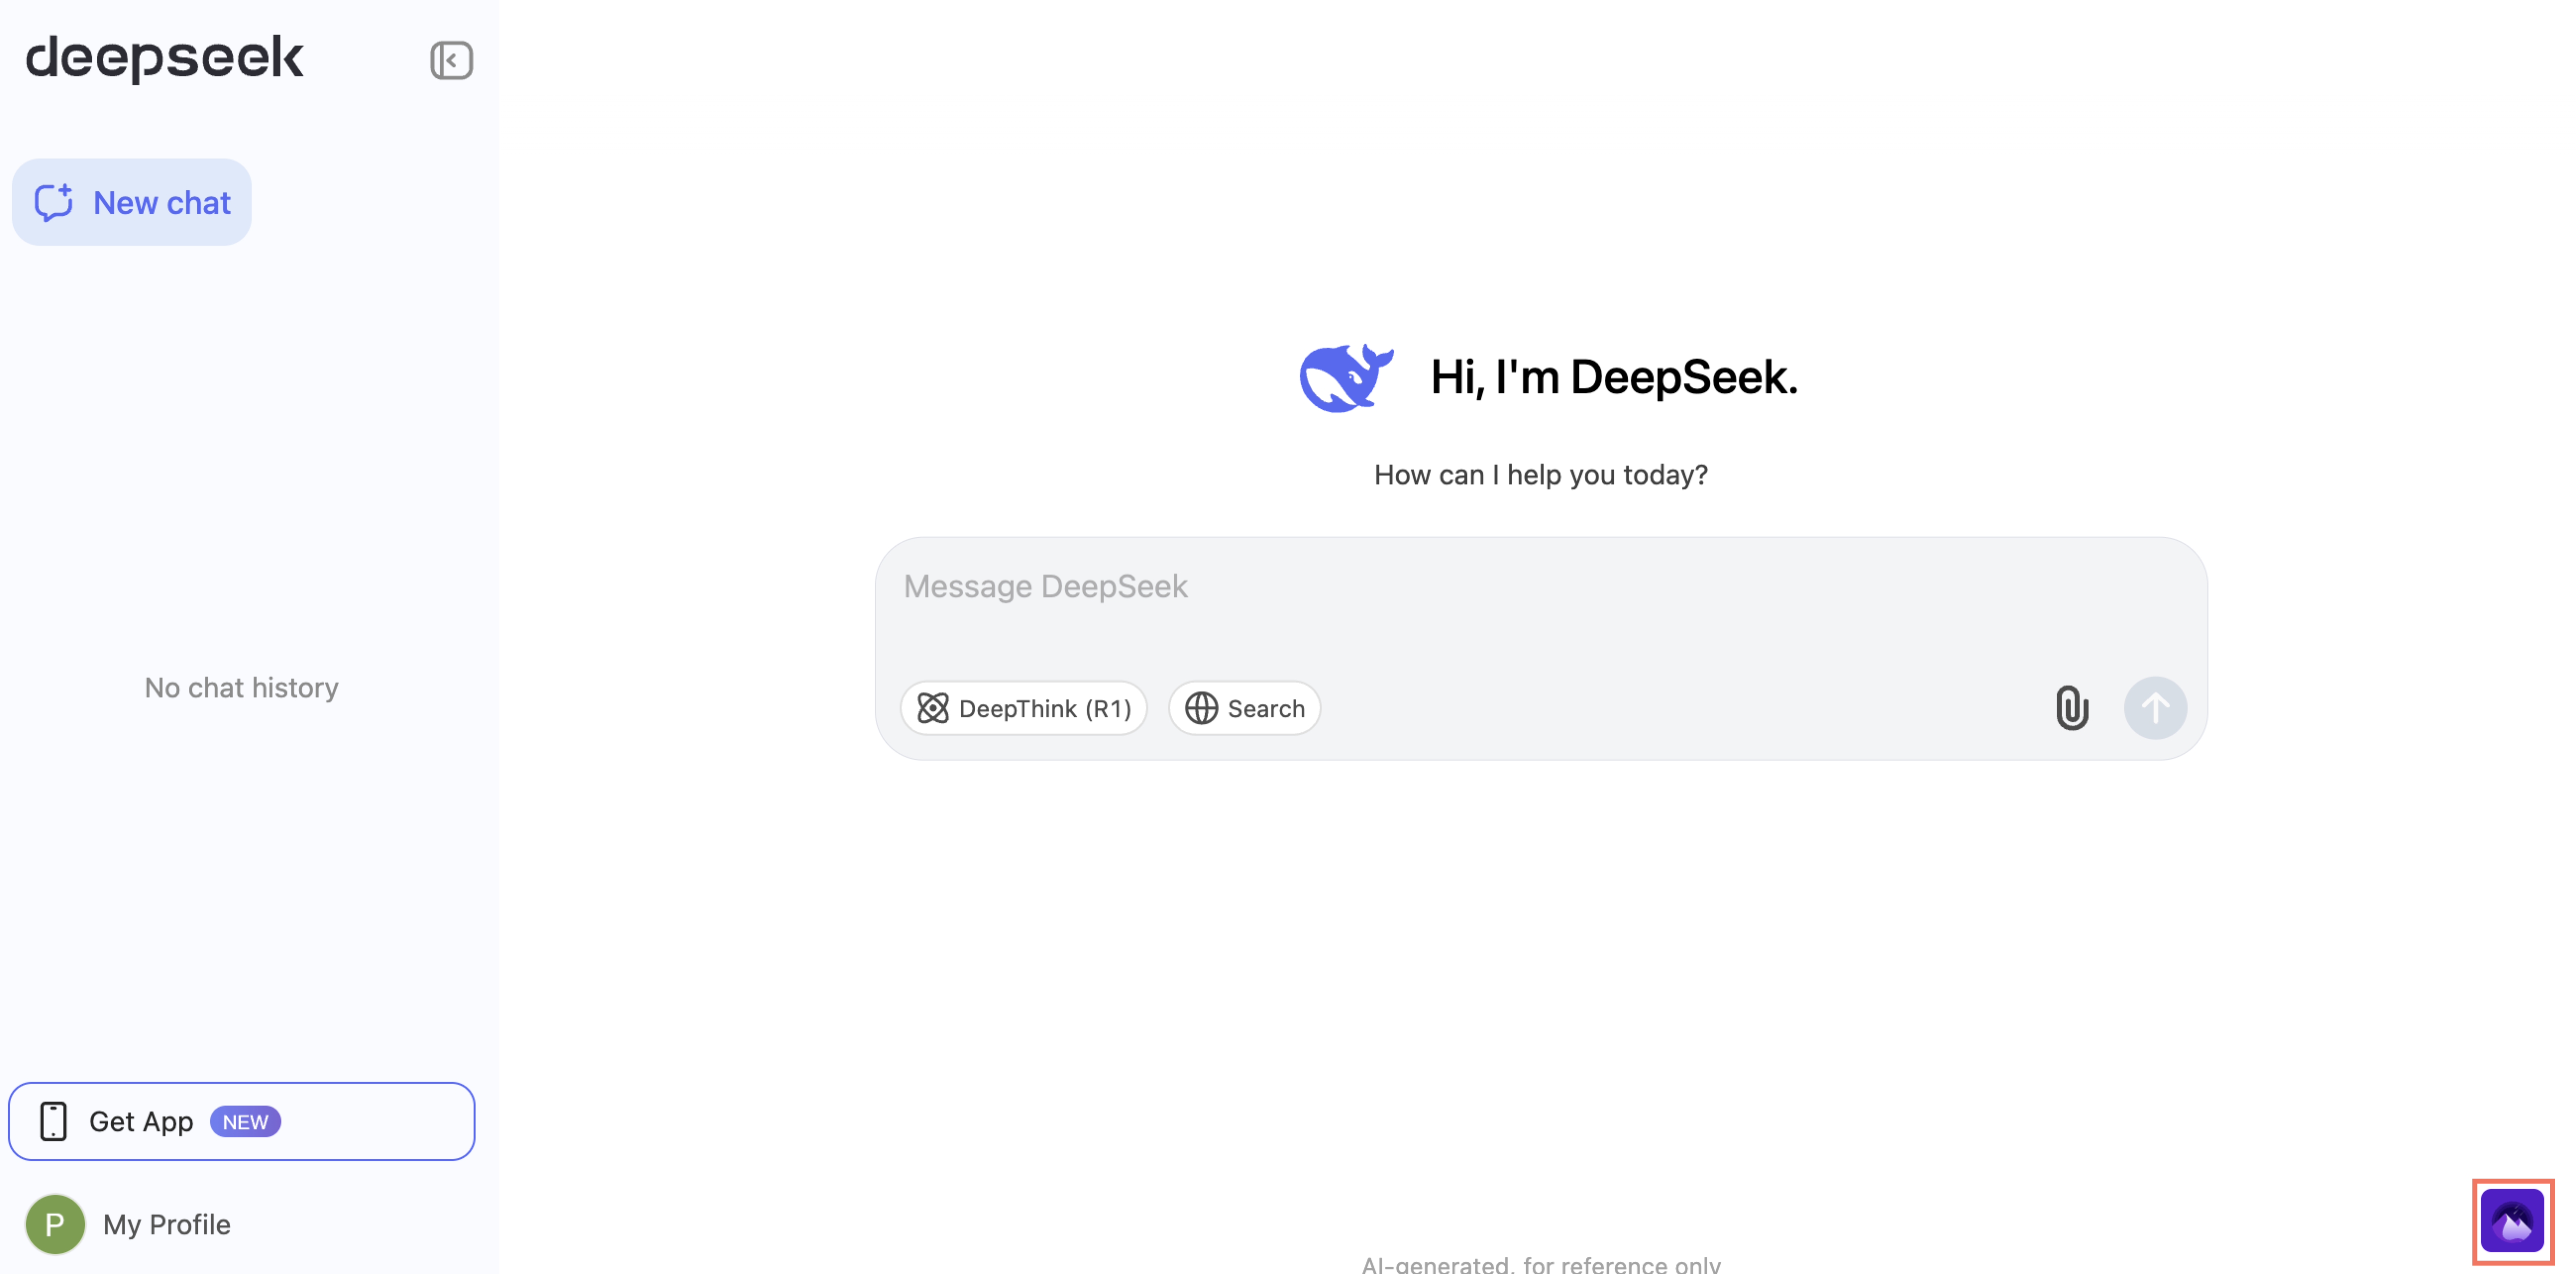 deepseek
New chat
No chat history
Get App NEW
P My Profile
Hi, I'm DeepSeek.
How can I help you today?
Message DeepSeek
DeepThink (R1) Search
AI-generated, for reference only